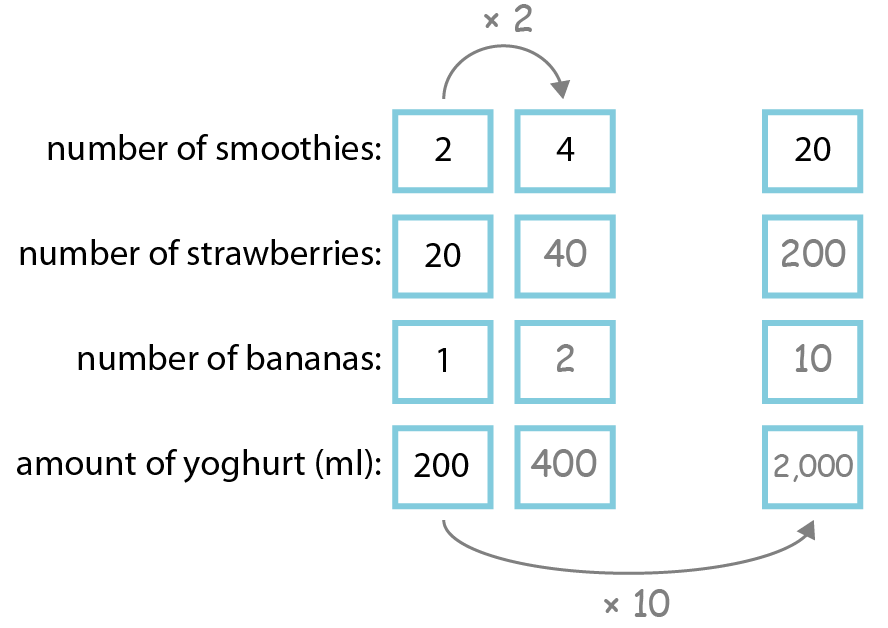 × 2
number of smoothies: 2 4 20
number of strawberries: 20 40 200
number of bananas: 1 2 10
amount of yoghurt (ml): 200 400 2,000
× 10